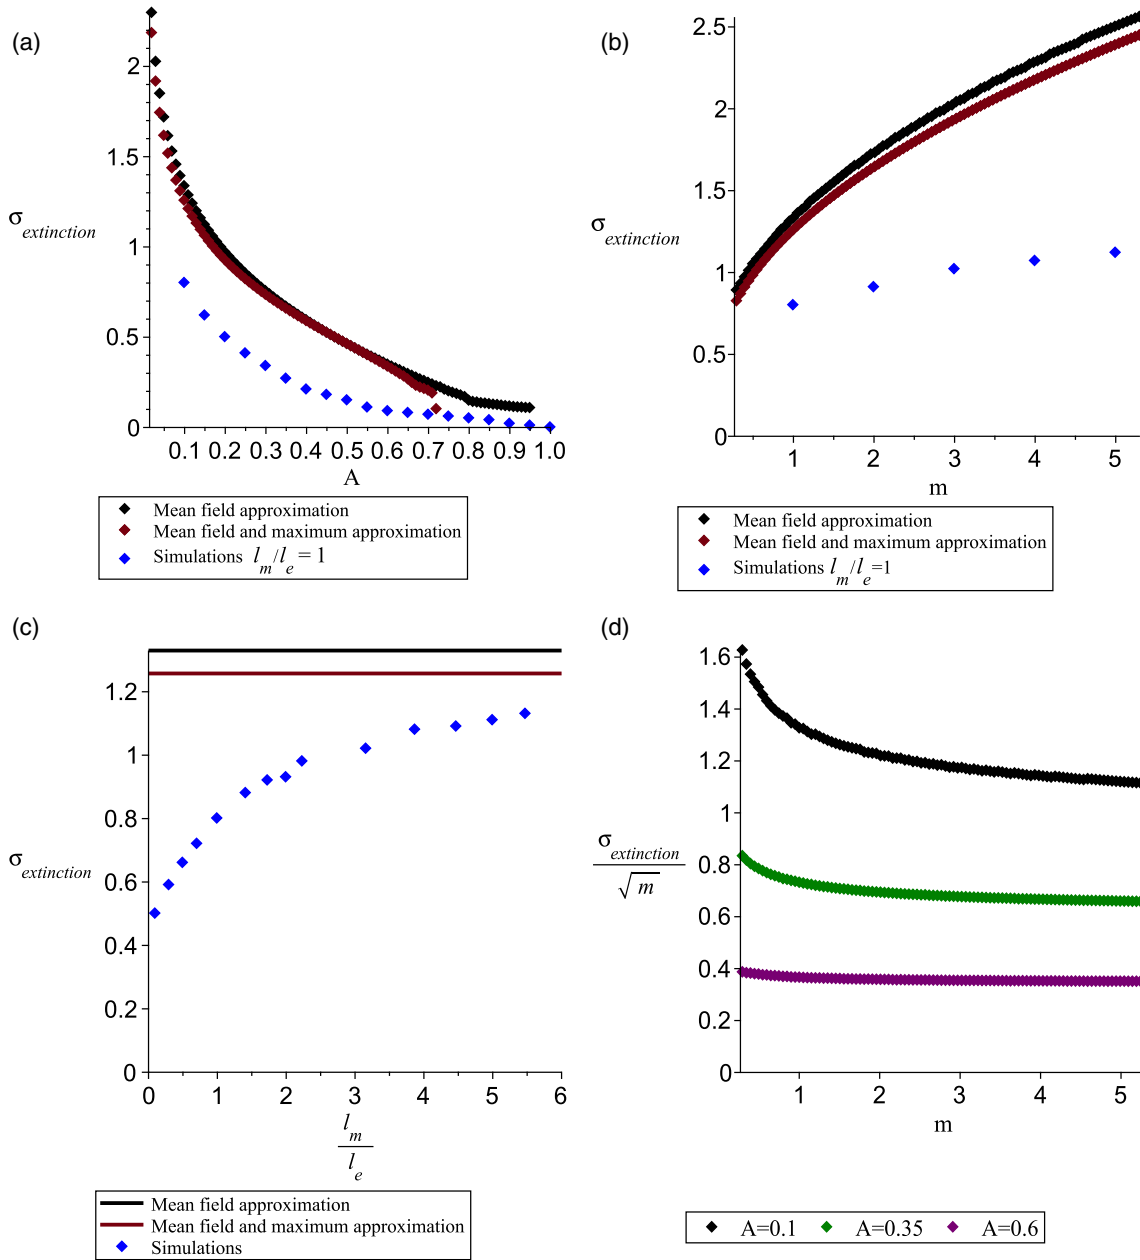 (a)
2
1.5
1
0.5
0
σ extinction
0.1 0.2 0.3 0.4 0.5 0.6 0.7 0.8 0.9 1.0
A
Mean field approximation
Mean field and maximum approximation
Simulations l_m/l_e = 1
(b)
2.5
2
1.5
1
0.5
0
σ extinction
1 2 3 4 5
m
Mean field approximation
Mean field and maximum approximation
Simulations l_m/l_e=1
(c)
1.2
1
0.8
0.6
0.4
0.2
0
σ extinction
0 1 2 3 4 5 6
l_m
l_e
Mean field approximation
Mean field and maximum approximation
Simulations
(d)
1.6
1.4
1.2
1
0.8
0.6
0.4
0.2
0
σ extinction
√m
1 2 3 4 5
m
A=0.1 A=0.35 A=0.6